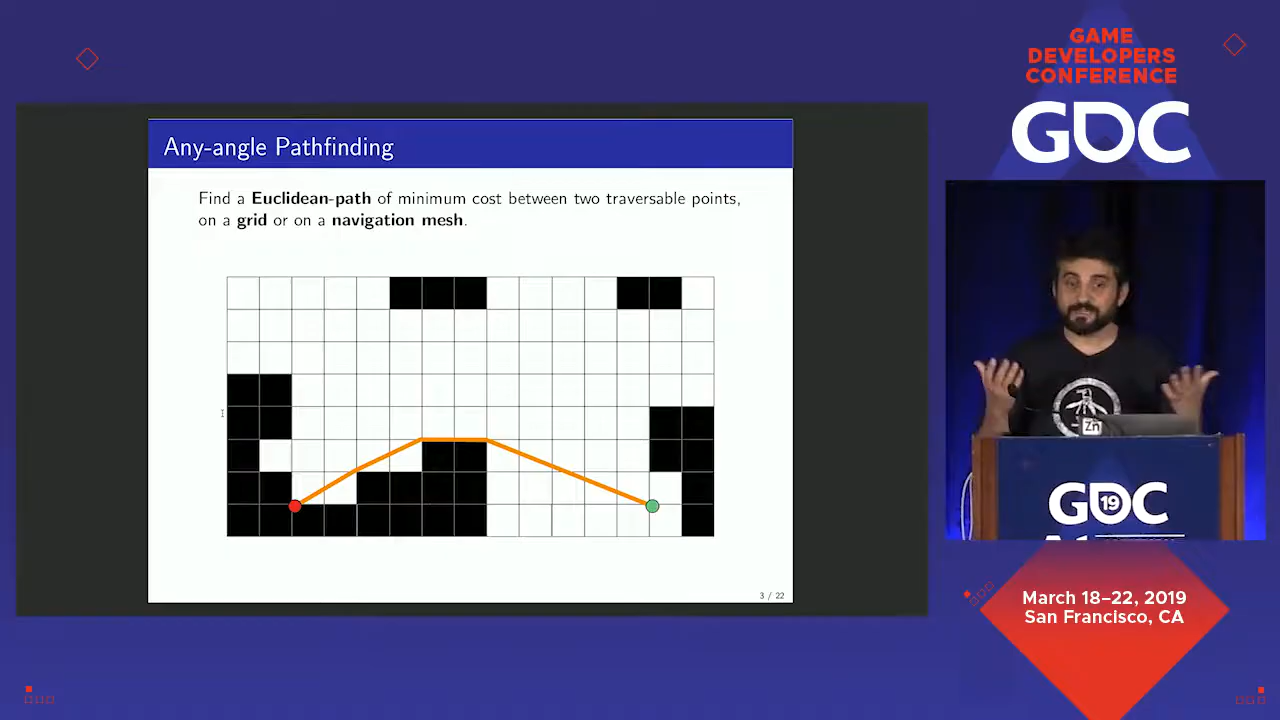 GAME
DEVELOPERS
CONFERENCE
GDC
Any-angle Pathfinding
Find a Euclidean-path of minimum cost between two traversable points,
on a grid or on a navigation mesh.
3 / 22
Zn
GDC
19
March 18–22, 2019
San Francisco, CA